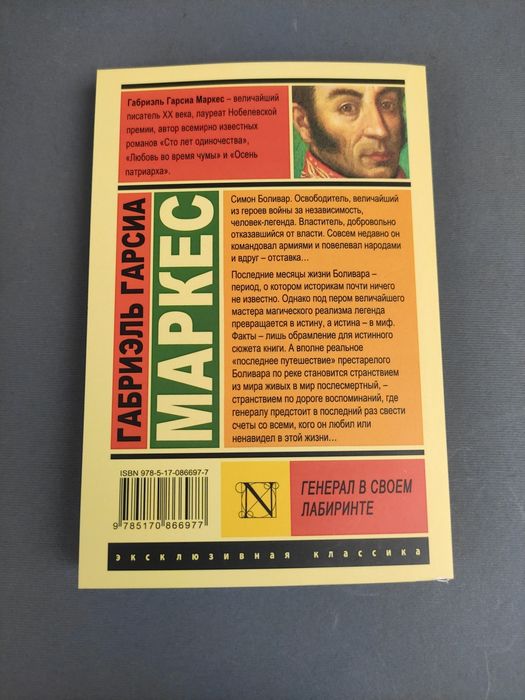 Габриэль Гарсиа Маркес – величайший
писатель XX века, лауреат Нобелевской
премии, автор всемирно известных
романов «Сто лет одиночества»,
«Любовь во время чумы» и «Осень
патриарха».
ГАБРИЭЛЬ ГАРСИА
МАРКЕС
Симон Боливар. Освободитель, величайший
из героев войны за независимость,
человек-легенда. Властитель, добровольно
отказавшийся от власти. Совсем недавно он
командовал армиями и повелевал народами
и вдруг – отставка...
Последние месяцы жизни Боливара –
период, о котором историкам почти ничего
не известно. Однако под пером величайшего
мастера магического реализма легенда
превращается в истину, а истина – в миф.
Факты – лишь обрамление для истинного
сюжета книги. А вполне реальное
«последнее путешествие» престарелого
Боливара по реке становится странствием
из мира живых в мир послесмертный, –
странствием по дороге воспоминаний, где
генералу предстоит в последний раз свести
счеты со всеми, кого он любил или
ненавидел в этой жизни...
ISBN 978-5-17-086697-7
9 785170 866977
N
ГЕНЕРАЛ В СВОЕМ
ЛАБИРИНТЕ
эксклюзивная классика